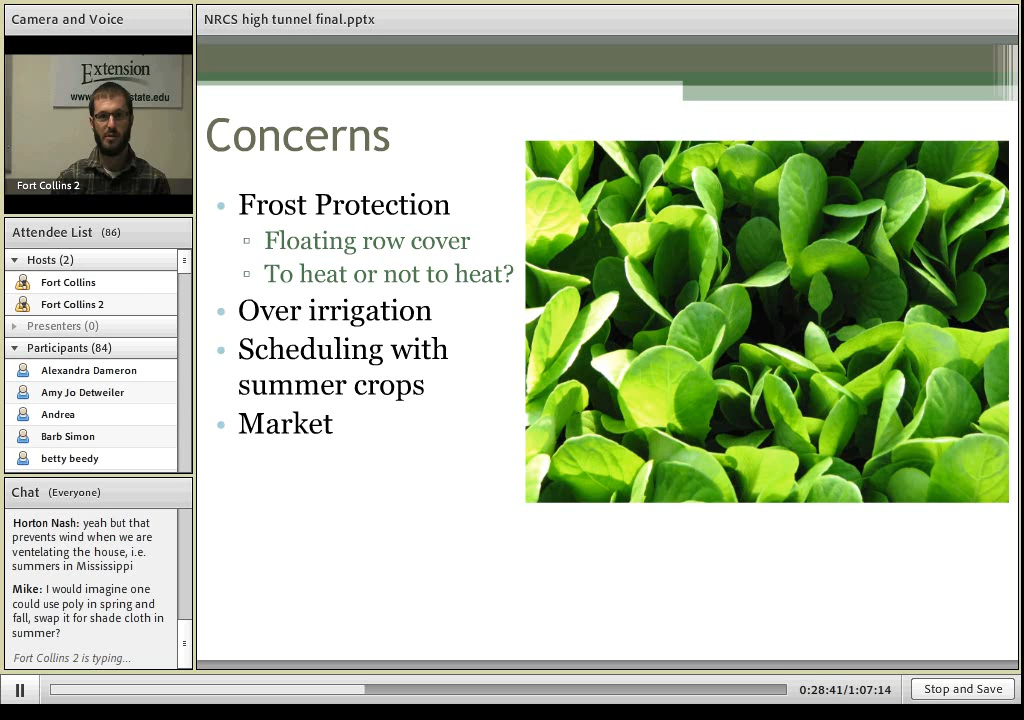 Camera and Voice
Extension
www.
state.edu
Fort Collins 2
Attendee List (86)
Hosts (2)
Fort Collins
Fort Collins 2
Presenters (0)
Participants (84)
Alexandra Dameron
Amy Jo Detweiler
Andrea
Barb Simon
betty beedy
Chat (Everyone)
Horton Nash: yeah but that
prevents wind when we are
ventelating the house, i.e.
summers in Mississippi
Mike: I would imagine one
could use poly in spring and
fall, swap it for shade cloth in
summer?
Fort Collins 2 is typing...
NRCS high tunnel final.pptx
Concerns
• Frost Protection
▫ Floating row cover
▫ To heat or not to heat?
• Over irrigation
• Scheduling with
summer crops
• Market
0:28:41/1:07:14
Stop and Save